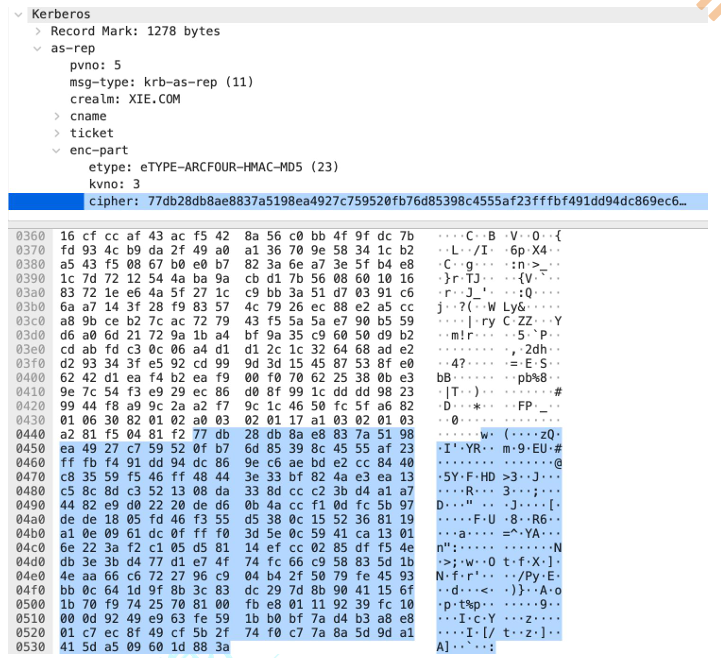 Kerberos
Record Mark: 1278 bytes
as-rep
pvno: 5
msg-type: krb-as-rep (11)
crealm: XIE.COM
cname
ticket
enc-part
etype: eTYPE-ARCFOUR-HMAC-MD5 (23)
kvno: 3
cipher: 77db28db8ae8837a5198ea4927c759520fb76d85398c4555af23fffbf491dd94dc869ec6…
0360 16 cf cc af 43 ac f5 42 8a 56 c0 bb 4f 9f dc 7b ····C··B ·V··O··{
0370 fd 93 4c b9 da 2f 49 a0 a1 36 70 9e 58 34 1c b2 ··L··/I· ·6p·X4··
0380 a5 43 f5 08 67 b0 e0 b7 82 3a 6e a7 3e 5f b4 e8 ·C··g··· ·:n·>_··
0390 1c 7d 72 12 54 4a ba 9a cb d1 7b 56 08 60 10 16 ·}r·TJ·· ··{V·`··
03a0 83 72 1e e6 4a 5f 27 1c c9 bb 3a 51 d7 03 91 c6 ·r··J_'· ··:Q····
03b0 6a a7 14 3f 28 f9 83 57 4c 79 26 ec 88 e2 a5 cc j··?(··W Ly&·····
03c0 a8 9b ce b2 7c ac 72 79 43 f5 5a 5a e7 90 b5 59 ····|·ry C·ZZ···Y
03d0 d6 a0 6d 21 72 9a 1b a4 bf 9a 35 c9 60 50 d9 b2 ··m!r··· ··5·`P··
03e0 cd ab fd c3 0c 06 a4 d1 d1 2c 1c 32 64 68 ad e2 ········ ·,·2dh··
03f0 d2 93 34 3f e5 92 cd 99 9d 3d 15 45 87 53 8f e0 ··4?···· ·=·E·S··
0400 62 42 d1 ea f4 b2 ea f9 00 f0 70 62 25 38 0b e3 bB······ ··pb%8··
0410 9e 7c 54 f3 e9 29 ec 86 d0 8f 99 1c dd dd 98 23 ·|T··)·· ·······#
0420 99 44 f8 a9 9c 2a a2 f7 9c 1c 46 50 fc 5f a6 82 ·D···*·· ··FP·_··
0430 01 06 30 82 01 02 a0 03 02 01 17 a1 03 02 01 03 ··0····· ········
0440 a2 81 f5 04 81 f2 77 db 28 db 8a e8 83 7a 51 98 ······w· (····zQ·
0450 ea 49 27 c7 59 52 0f b7 6d 85 39 8c 45 55 af 23 ·I'·YR·· m·9·EU·#
0460 ff fb f4 91 dd 94 dc 86 9e c6 ae bd e2 cc 84 40 ········ ·······@
0470 c8 35 59 f5 46 ff 48 44 3e 33 bf 82 4a e3 ea 13 ·5Y·F·HD >3··J···
0480 c5 8c 8d c3 52 13 08 da 33 8d cc c2 3b d4 a1 a7 ····R··· 3···;···
0490 44 82 e9 d0 22 20 de d6 0b 4a cc f1 0d fc 5b 97 D···" ·· ·J····[·
04a0 de de 18 05 fd 46 f3 55 d5 38 0c 15 52 36 81 19 ·····F·U ·8··R6··
04b0 a1 0e 09 61 dc 0f ff f0 3d 5e 0c 59 41 ca 13 01 ···a···· =^·YA···
04c0 6e 22 3a f2 c1 05 d5 81 14 ef cc 02 85 df f5 4e n":····· ·······N
04d0 db 3e 3b d4 77 d1 e7 4f 74 fc 66 c9 58 83 5d 1b ·>;·w··O t·f·X·]·
04e0 4e aa 66 c6 72 27 96 c9 04 b4 2f 50 79 fe 45 93 N·f·r'·· ··/Py·E·
04f0 bb 0c 64 1d 9f 8b 3c 83 dc 29 7d 8b 90 41 15 6f ··d···<· ·)}··A·o
0500 1b 70 f9 74 25 70 81 00 fb e8 01 11 92 39 fc 10 ·p·t%p·· ·····9··
0510 00 0d 92 49 e9 63 fe 59 1b b0 bf 7a d4 b3 a8 e8 ···I·c·Y ···z····
0520 01 c7 ec 8f 49 cf 5b 2f 74 f0 c7 7a 8a 5d 9d a1 ····I·[/ t··z·]··
0530 41 5d a5 09 60 1d 88 3a A]··`··: